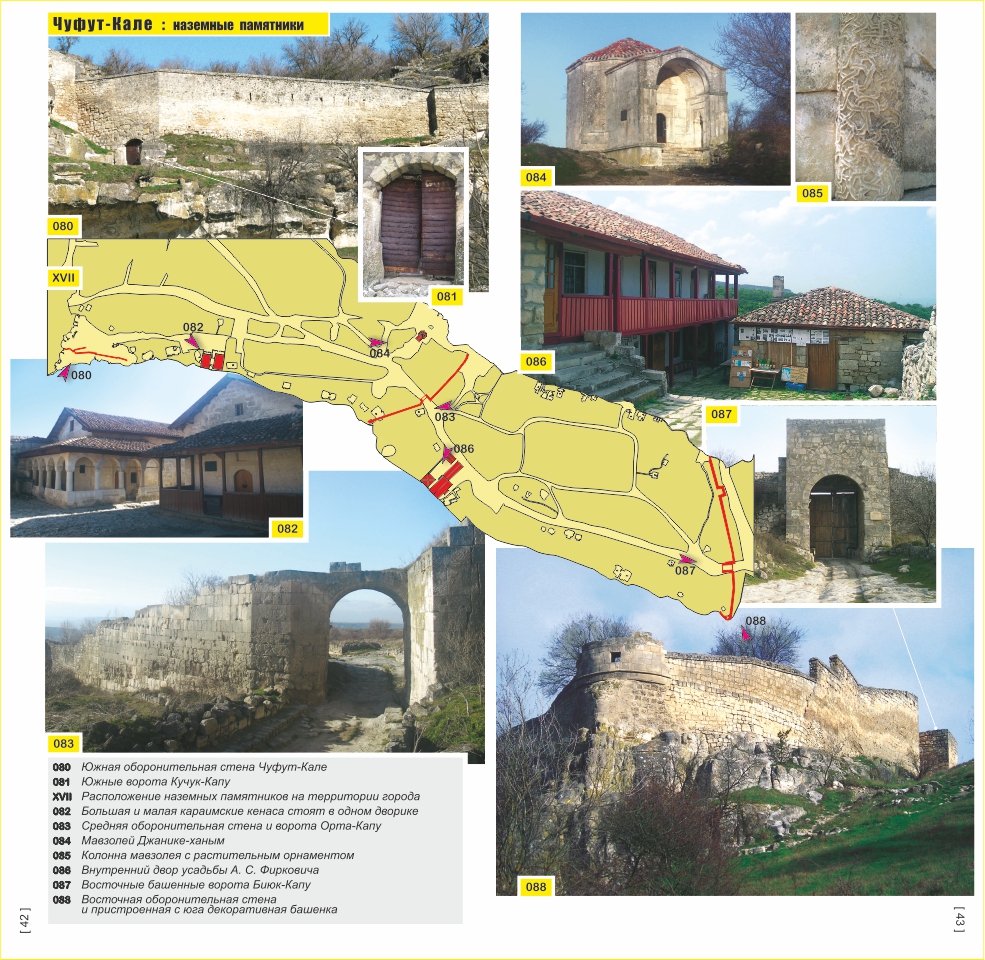 Чуфут-Кале : наземные памятники
080
081
XVII
082
084
080
083
086
087
088
082
083
084
085
086
087
088
080 Южная оборонительная стена Чуфут-Кале
081 Южные ворота Кучук-Капу
XVII Расположение наземных памятников на территории города
082 Большая и малая караимские кенаса стоят в одном дворике
083 Средняя оборонительная стена и ворота Орта-Капу
084 Мавзолей Джанике-ханым
085 Колонна мавзолея с растительным орнаментом
086 Внутренний двор усадьбы А. С. Фирковича
087 Восточные башенные ворота Биюк-Капу
088 Восточная оборонительная стена
и пристроенная с юга декоративная башенка
[ 42 ]
[ 43 ]